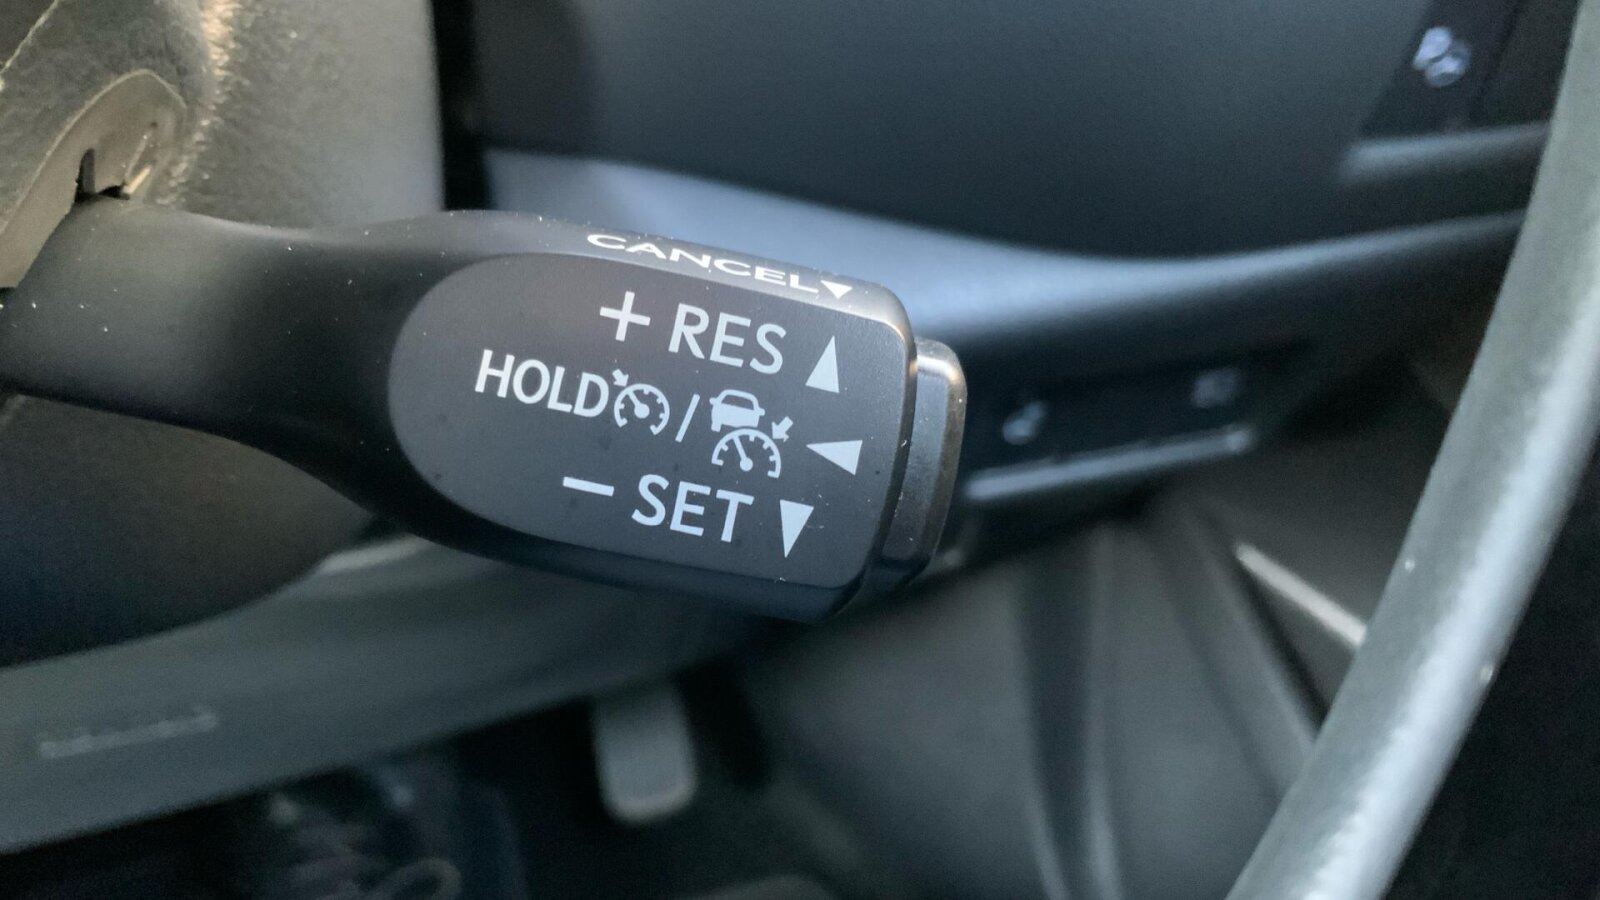 CANCEL▼
+ RES ▲
HOLD / ◀
− SET ▼